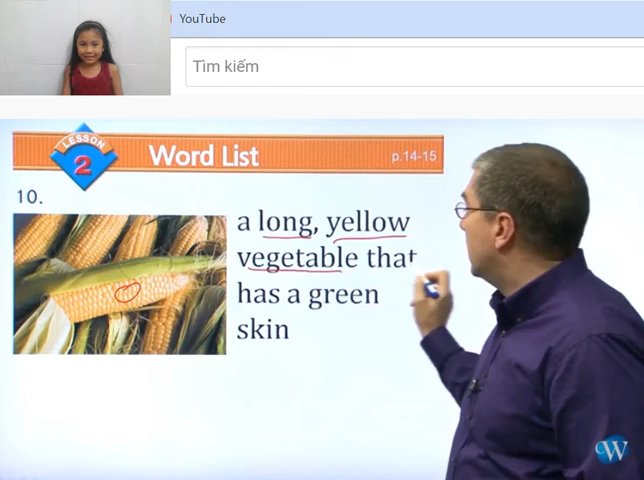 YouTube
Tìm kiếm
LESSON
2
Word List
p.14-15
10.
a long, yellow
vegetable that
has a green
skin
W